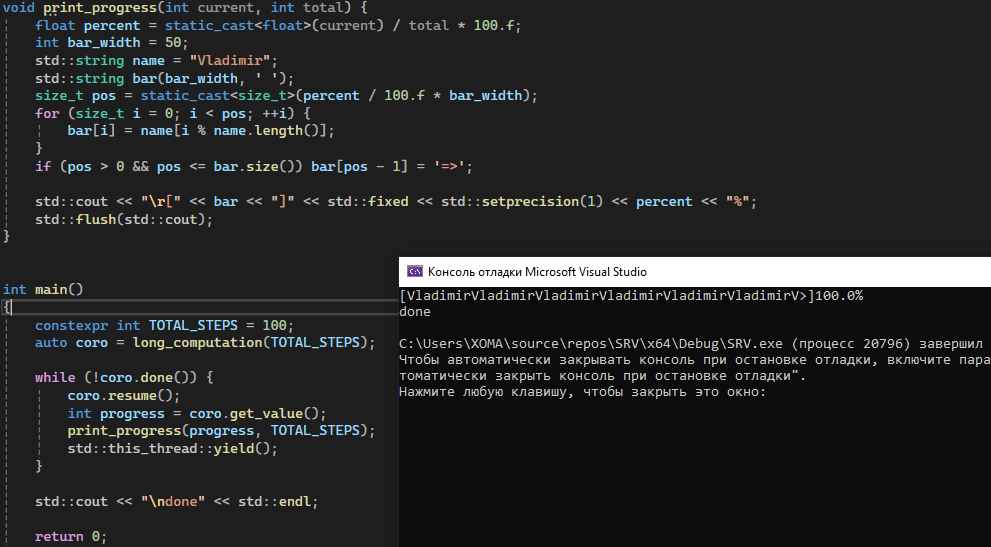 void print_progress(int current, int total) {
    float percent = static_cast<float>(current) / total * 100.f;
    int bar_width = 50;
    std::string name = "Vladimir";
    std::string bar(bar_width, ' ');
    size_t pos = static_cast<size_t>(percent / 100.f * bar_width);
    for (size_t i = 0; i < pos; ++i) {
        bar[i] = name[i % name.length()];
    }
    if (pos > 0 && pos <= bar.size()) bar[pos - 1] = '=>';
    std::cout << "\r[" << bar << "]" << std::fixed << std::setprecision(1) << percent << "%";
    std::flush(std::cout);
}
int main()
{
    constexpr int TOTAL_STEPS = 100;
    auto coro = long_computation(TOTAL_STEPS);
    while (!coro.done()) {
        coro.resume();
        int progress = coro.get_value();
        print_progress(progress, TOTAL_STEPS);
        std::this_thread::yield();
    }
    std::cout << "\ndone" << std::endl;
    return 0;
C:\ Консоль отладки Microsoft Visual Studio
[VladimirVladimirVladimirVladimirVladimirVladimirV>]100.0%
done
C:\Users\XOMA\source\repos\SRV\x64\Debug\SRV.exe (процесс 20796) завершил
Чтобы автоматически закрывать консоль при остановке отладки, включите пара
томатически закрыть консоль при остановке отладки".
Нажмите любую клавишу, чтобы закрыть это окно: